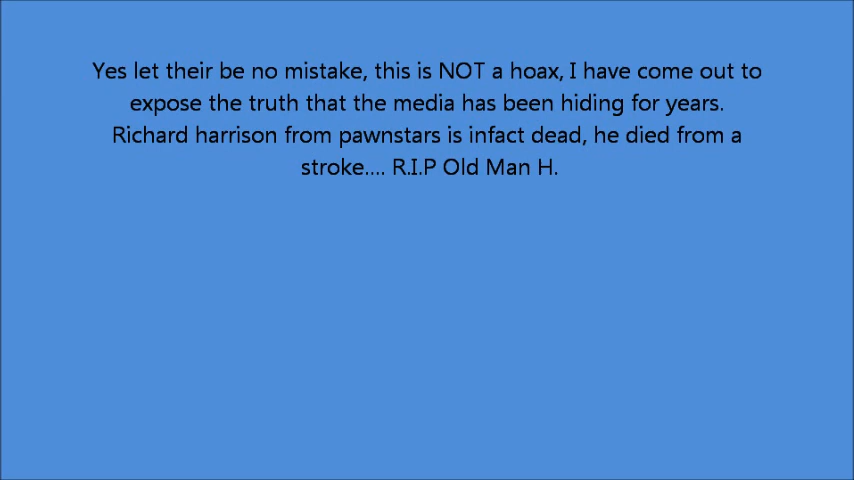 Yes let their be no mistake, this is NOT a hoax, I have come out to
expose the truth that the media has been hiding for years.
Richard harrison from pawnstars is infact dead, he died from a
stroke.... R.I.P Old Man H.